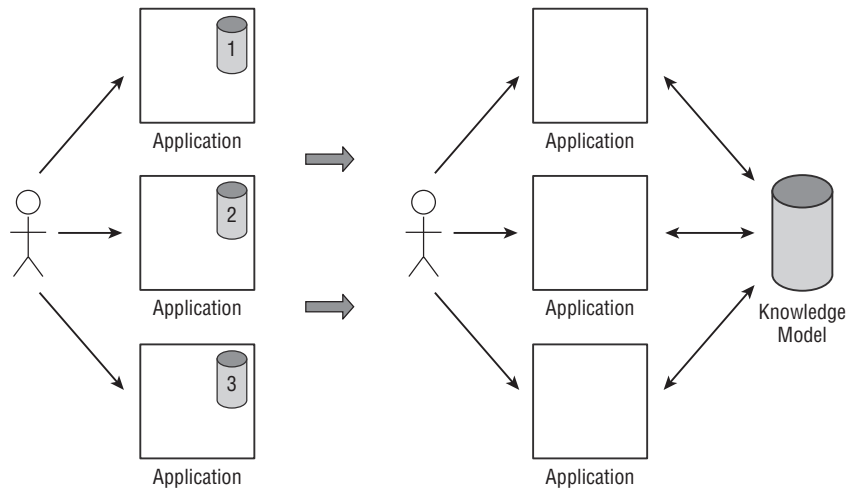 1
Application
2
Application
3
Application
Application
Application
Application
Knowledge
Model